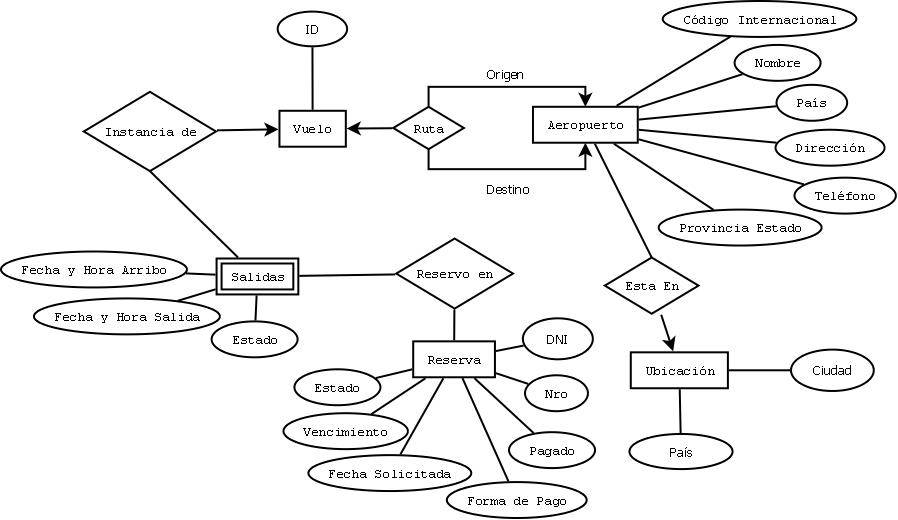 Código Internacional
ID
Nombre
Origen
País
Instancia de
Vuelo
Ruta
Aeropuerto
Dirección
Destino
Teléfono
Provincia Estado
Fecha y Hora Arribo
Salidas
Reservo en
Esta En
Fecha y Hora Salida
Estado
DNI
Reserva
Ubicación
Ciudad
Estado
Nro
Vencimiento
Pagado
País
Fecha Solicitada
Forma de Pago